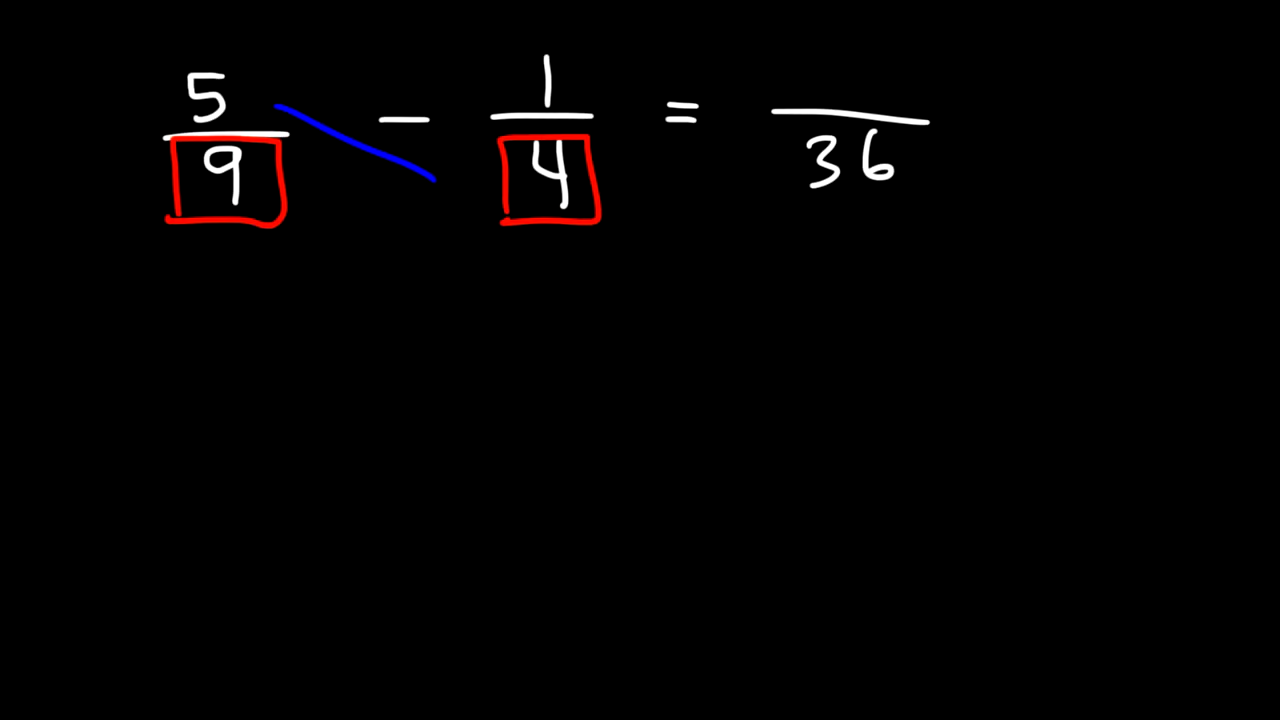 5/9 - 1/4 = /36